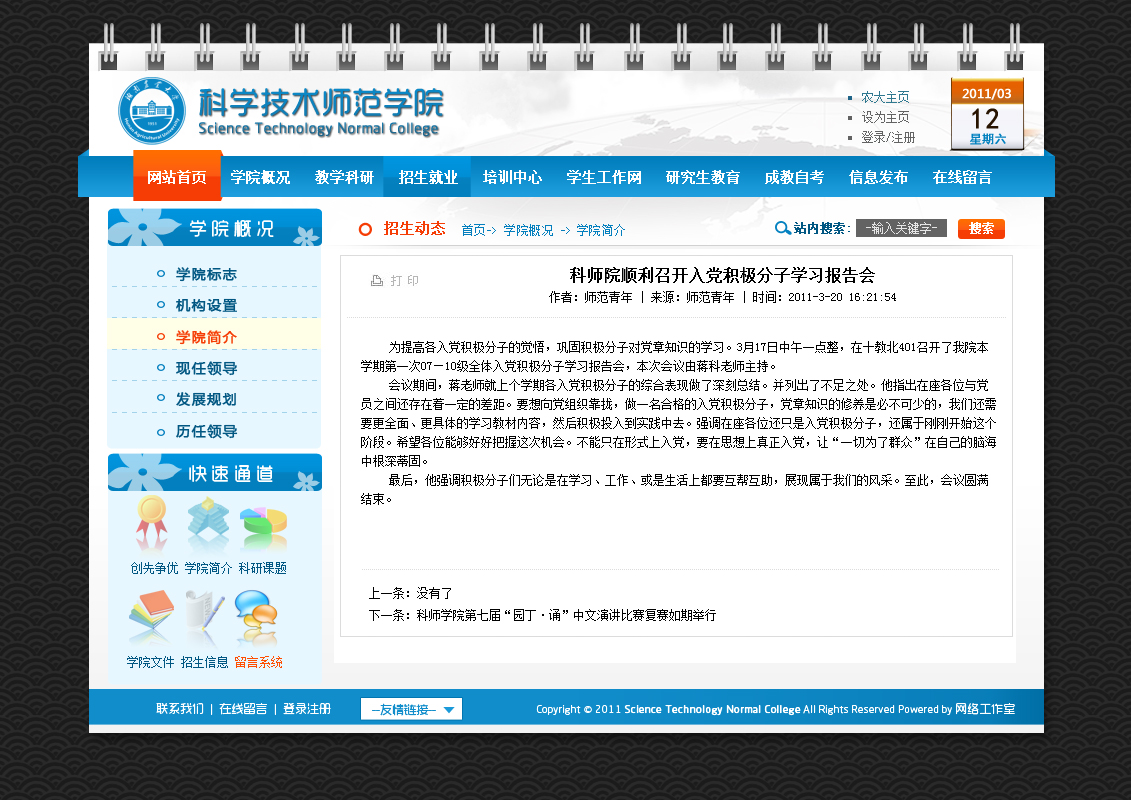 科学技术师范学院
Science Technology Normal College
农大主页
设为主页
登录/注册
2011/03
12
星期六
网站首页 学院概况 教学科研 招生就业 培训中心 学生工作网 研究生教育 成教自考 信息发布 在线留言
学院概况
学院标志
机构设置
学院简介
现任领导
发展规划
历任领导
快速通道
创先争优 学院简介 科研课题
学院文件 招生信息 留言系统
招生动态 首页-> 学院概况 -> 学院简介
站内搜索: -输入关键字- 搜索
打印
科师院顺利召开入党积极分子学习报告会
作者: 师范青年 | 来源: 师范青年 | 时间: 2011-3-20 16:21:54
为提高各入党积极分子的觉悟，巩固积极分子对党章知识的学习。3月17日中午一点整，在十教北401召开了我院本
学期第一次07－10级全体入党积极分子学习报告会，本次会议由蒋科老师主持。
会议期间，蒋老师就上个学期各入党积极分子的综合表现做了深刻总结。并列出了不足之处。他指出在座各位与党
员之间还存在着一定的差距。要想向党组织靠拢，做一名合格的入党积极分子，党章知识的修养是必不可少的，我们还需
要更全面、更具体的学习教材内容，然后积极投入到实践中去。强调在座各位还只是入党积极分子，还属于刚刚开始这个
阶段。希望各位能够好好把握这次机会。不能只在形式上入党，要在思想上真正入党，让“一切为了群众”在自己的脑海
中根深蒂固。
最后，他强调积极分子们无论是在学习、工作、或是生活上都要互帮互助，展现属于我们的风采。至此，会议圆满
结束。
上一条: 没有了
下一条: 科师学院第七届“园丁·诵”中文演讲比赛复赛如期举行
联系我们 | 在线留言 | 登录注册
—友情链接—
Copyright © 2011 Science Technology Normal College All Rights Reserved Powered by 网络工作室